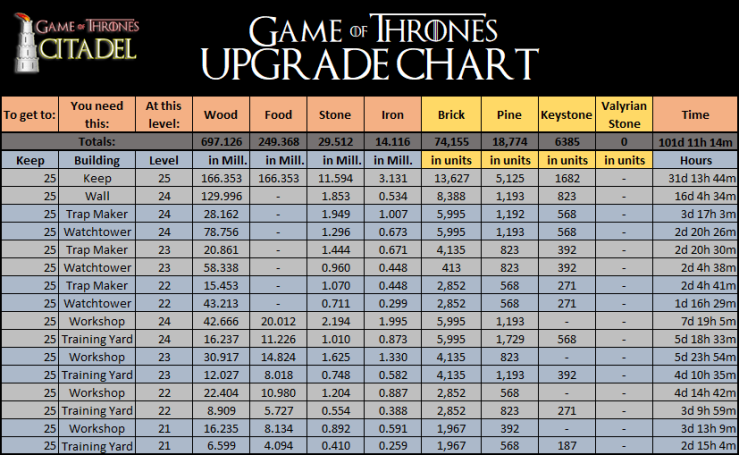 GAME OF THRONES
CITADEL
GAME OF THRONES
UPGRADE CHART
To get to: You need this: At this level: Wood Food Stone Iron Brick Pine Keystone Valyrian Stone Time
Totals: 697.126 249.368 29.512 14.116 74,155 18,774 6385 0 101d 11h 14m
Keep Building Level in Mill. in Mill. in Mill. in Mill. in units in units in units in units Hours
25 Keep 25 166.353 166.353 11.594 3.131 13,627 5,125 1682 - 31d 13h 44m
25 Wall 24 129.996 - 1.853 0.534 8,388 1,193 823 - 16d 4h 34m
25 Trap Maker 24 28.162 - 1.949 1.007 5,995 1,192 568 - 3d 17h 3m
25 Watchtower 24 78.756 - 1.296 0.673 5,995 1,193 568 - 2d 20h 26m
25 Trap Maker 23 20.861 - 1.444 0.671 4,135 823 392 - 2d 20h 30m
25 Watchtower 23 58.338 - 0.960 0.448 413 823 392 - 2d 4h 38m
25 Trap Maker 22 15.453 - 1.070 0.448 2,852 568 271 - 2d 4h 41m
25 Watchtower 22 43.213 - 0.711 0.299 2,852 568 271 - 1d 16h 29m
25 Workshop 24 42.666 20.012 2.194 1.995 5,995 1,193 - - 7d 19h 5m
25 Training Yard 24 16.237 11.226 1.010 0.873 5,995 1,729 568 - 5d 18h 33m
25 Workshop 23 30.917 14.824 1.625 1.330 4,135 823 - - 5d 23h 54m
25 Training Yard 23 12.027 8.018 0.748 0.582 4,135 1,193 392 - 4d 10h 35m
25 Workshop 22 22.404 10.980 1.204 0.887 2,852 568 - - 4d 14h 42m
25 Training Yard 22 8.909 5.727 0.554 0.388 2,852 823 271 - 3d 9h 59m
25 Workshop 21 16.235 8.134 0.892 0.591 1,967 392 - - 3d 13h 9m
25 Training Yard 21 6.599 4.094 0.410 0.259 1,967 568 187 - 2d 15h 4m